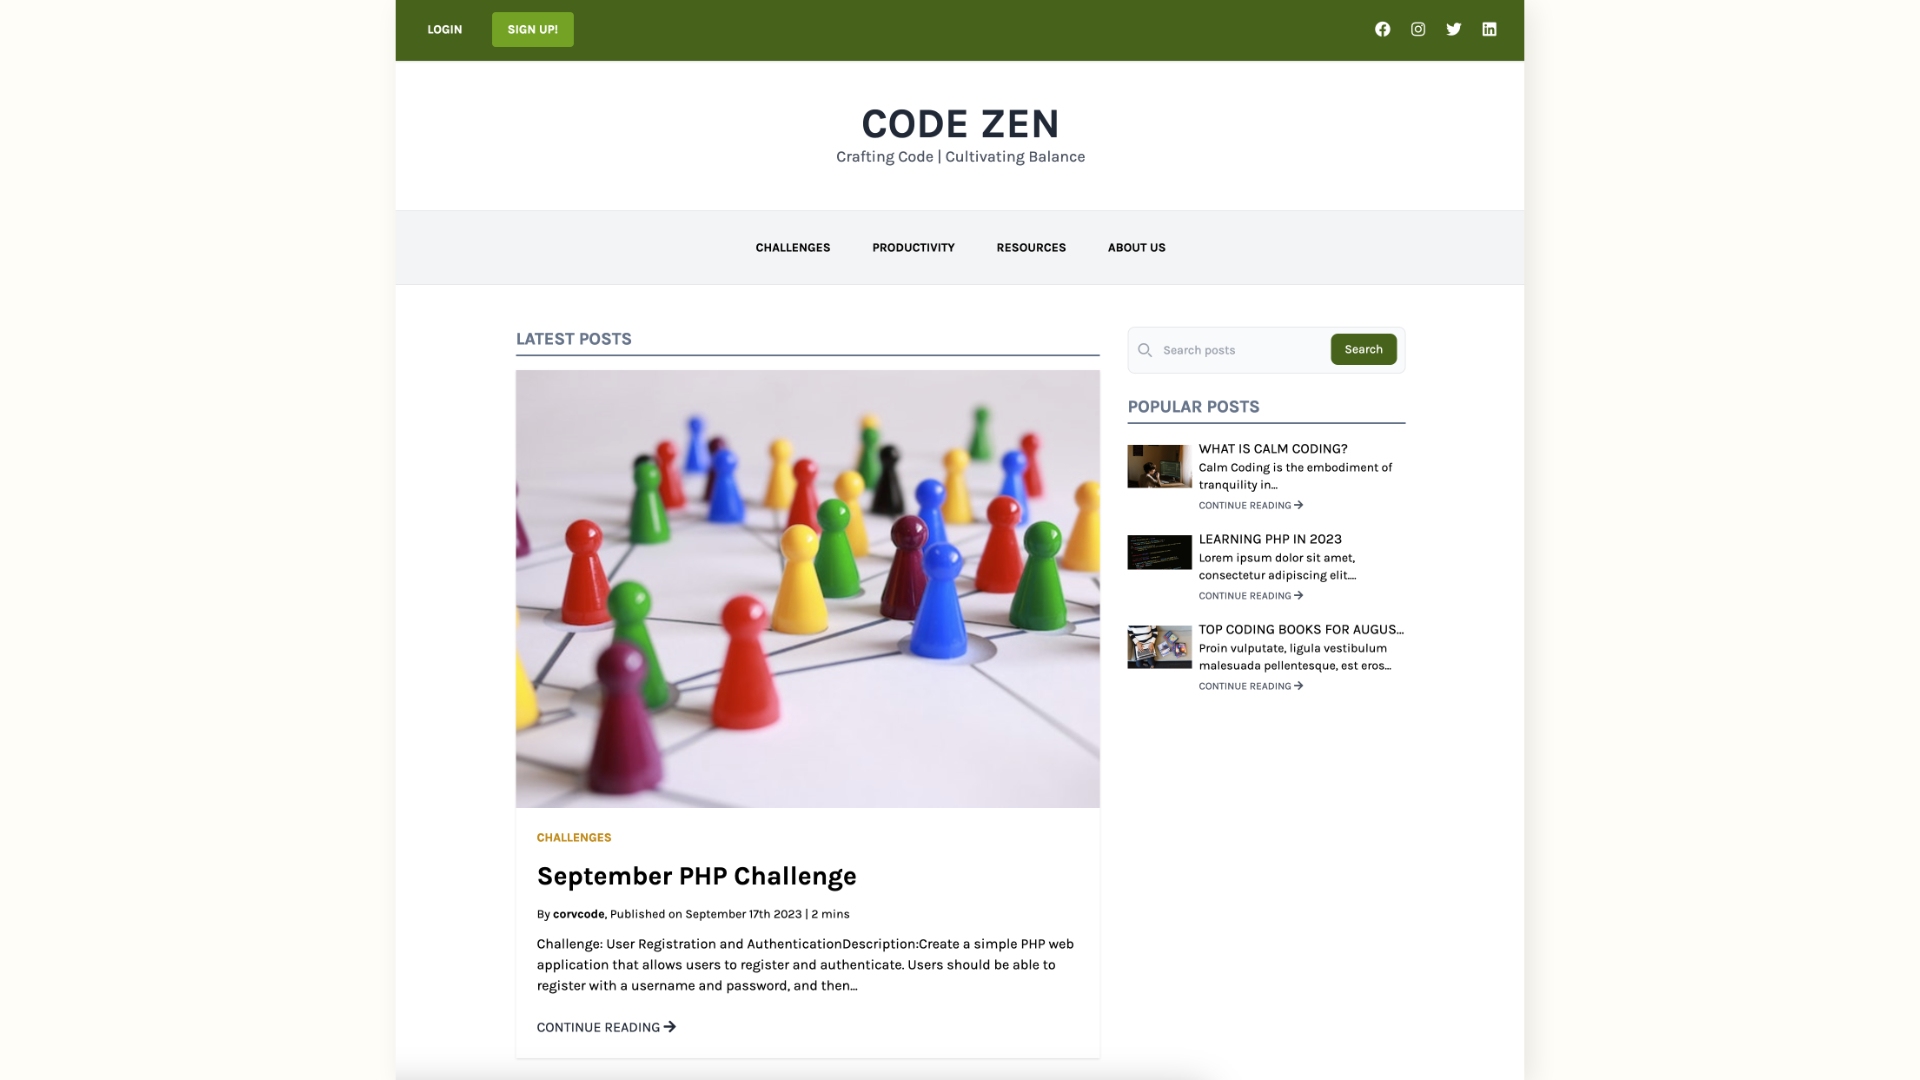 LOGIN
SIGN UP!
CODE ZEN
Crafting Code | Cultivating Balance
CHALLENGES
PRODUCTIVITY
RESOURCES
ABOUT US
LATEST POSTS
CHALLENGES
September PHP Challenge
By corvcode, Published on September 17th 2023 | 2 mins
Challenge: User Registration and AuthenticationDescription:Create a simple PHP web
application that allows users to register and authenticate. Users should be able to
register with a username and password, and then...
CONTINUE READING
Search posts
Search
POPULAR POSTS
WHAT IS CALM CODING?
Calm Coding is the embodiment of
tranquility in...
CONTINUE READING
LEARNING PHP IN 2023
Lorem ipsum dolor sit amet,
consectetur adipiscing elit....
CONTINUE READING
TOP CODING BOOKS FOR AUGUS...
Proin vulputate, ligula vestibulum
malesuada pellentesque, est eros...
CONTINUE READING